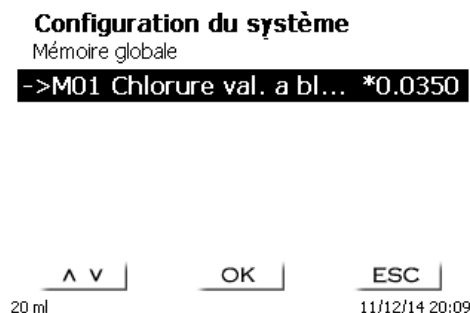 Configuration du système
Mémoire globale
->M01 Chlorure val. a bl... *0.0350
∧ ∨ OK ESC
20 ml 11/12/14 20:09